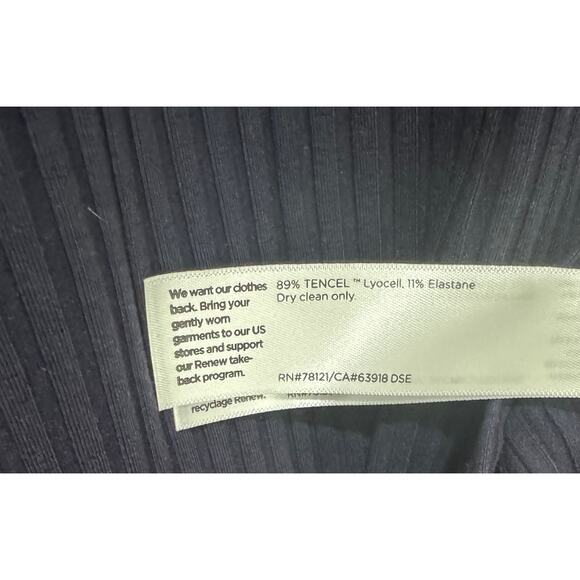 We want our clothes
back. Bring your
gently worn
garments to our US
stores and support
our Renew take-
back program.
89% TENCEL ™ Lyocell, 11% Elastane
Dry clean only.
RN#78121/CA#63918 DSE
recyclage Renew.